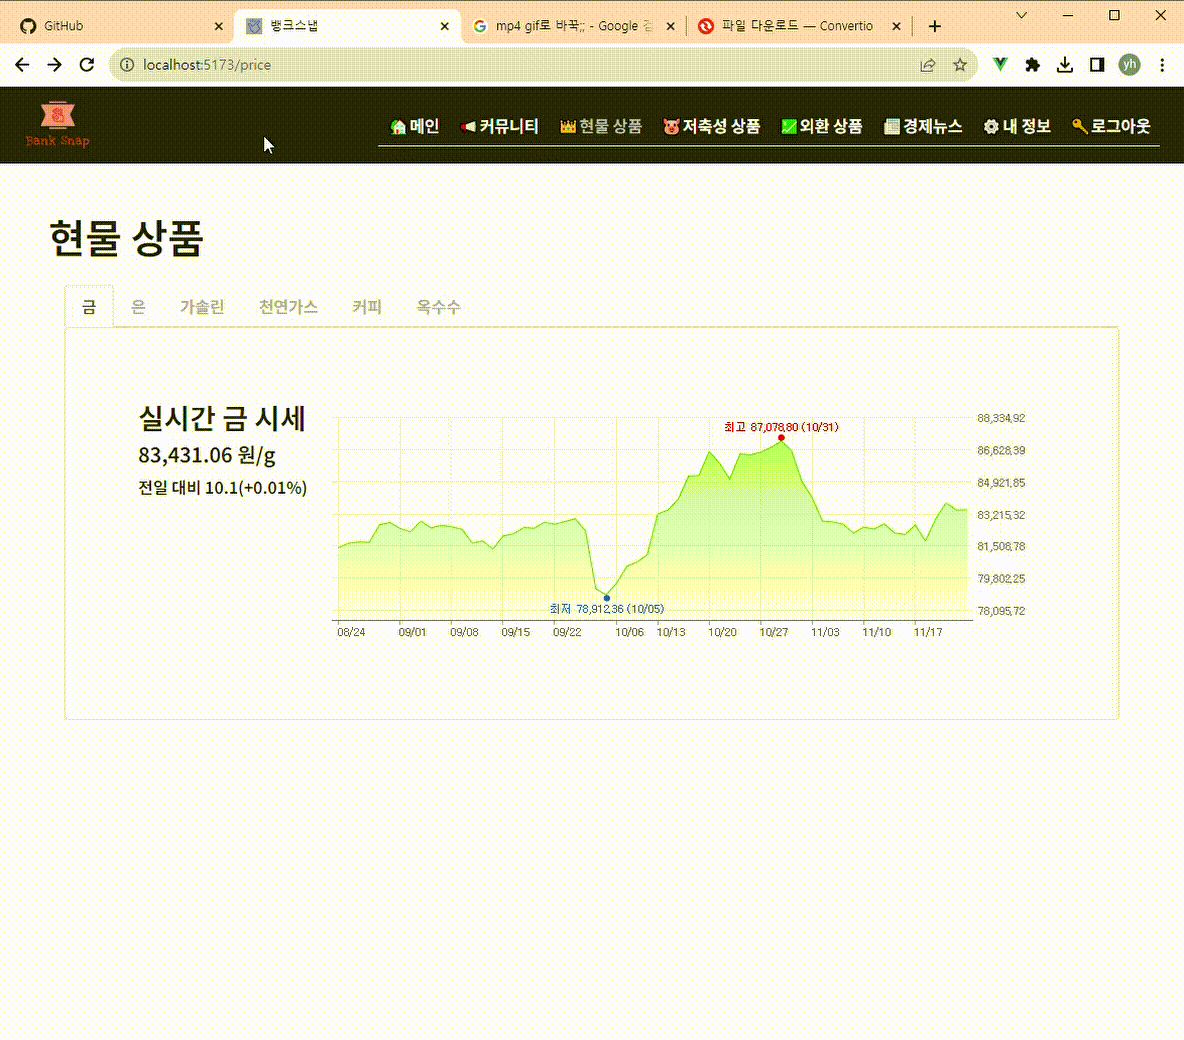 GitHub
뱅크스냅
mp4 gif로 바꾹;; - Google
파일 다운로드 — Convertio
localhost:5173/price
yh
Bank Snap
메인
커뮤니티
현물 상품
저축성 상품
외환 상품
경제뉴스
내 정보
로그아웃
현물 상품
금
은
가솔린
천연가스
커피
옥수수
실시간 금 시세
83,431.06 원/g
전일 대비 10.1(+0.01%)
최고 87,078.80 (10/31)
최저 78,912.36 (10/05)
88,334.92
86,628.39
84,921.85
83,215.32
81,508.78
79,802.25
78,095.72
08/24
09/01
09/08
09/15
09/22
10/06
10/13
10/20
10/27
11/03
11/10
11/17